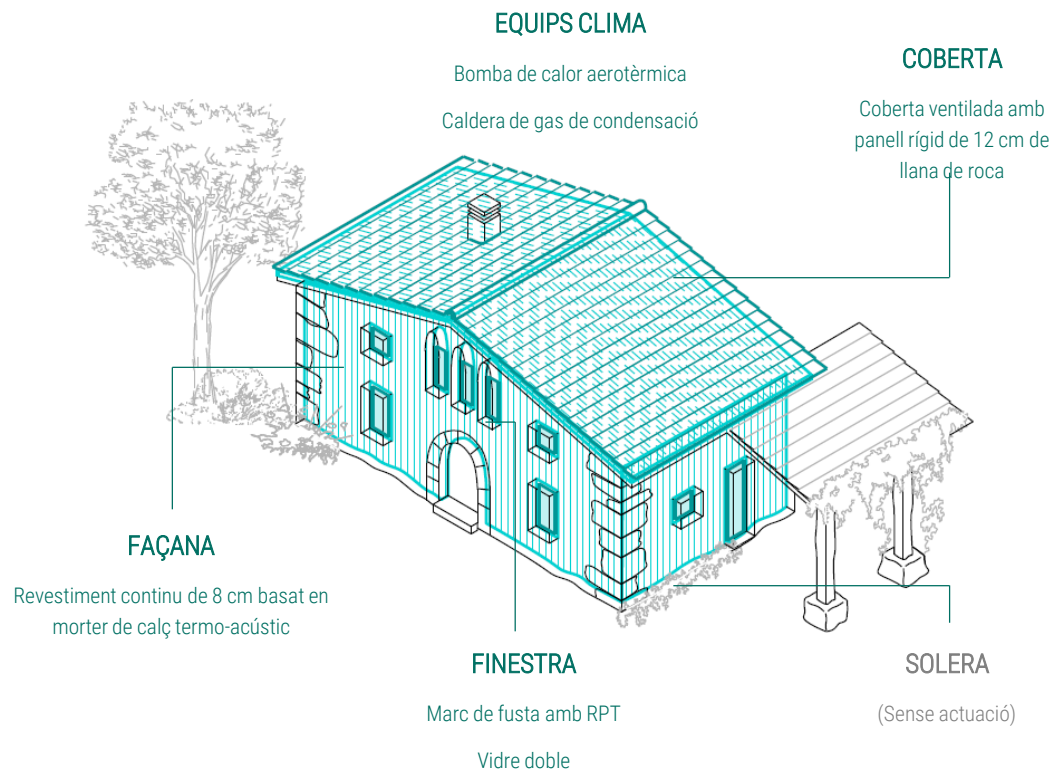 EQUIPS CLIMA
Bomba de calor aerotèrmica
Caldera de gas de condensació
COBERTA
Coberta ventilada amb
panell rígid de 12 cm de
llana de roca
FAÇANA
Revestiment continu de 8 cm basat en
morter de calç termo-acústic
FINESTRA
Marc de fusta amb RPT
Vidre doble
SOLERA
(Sense actuació)